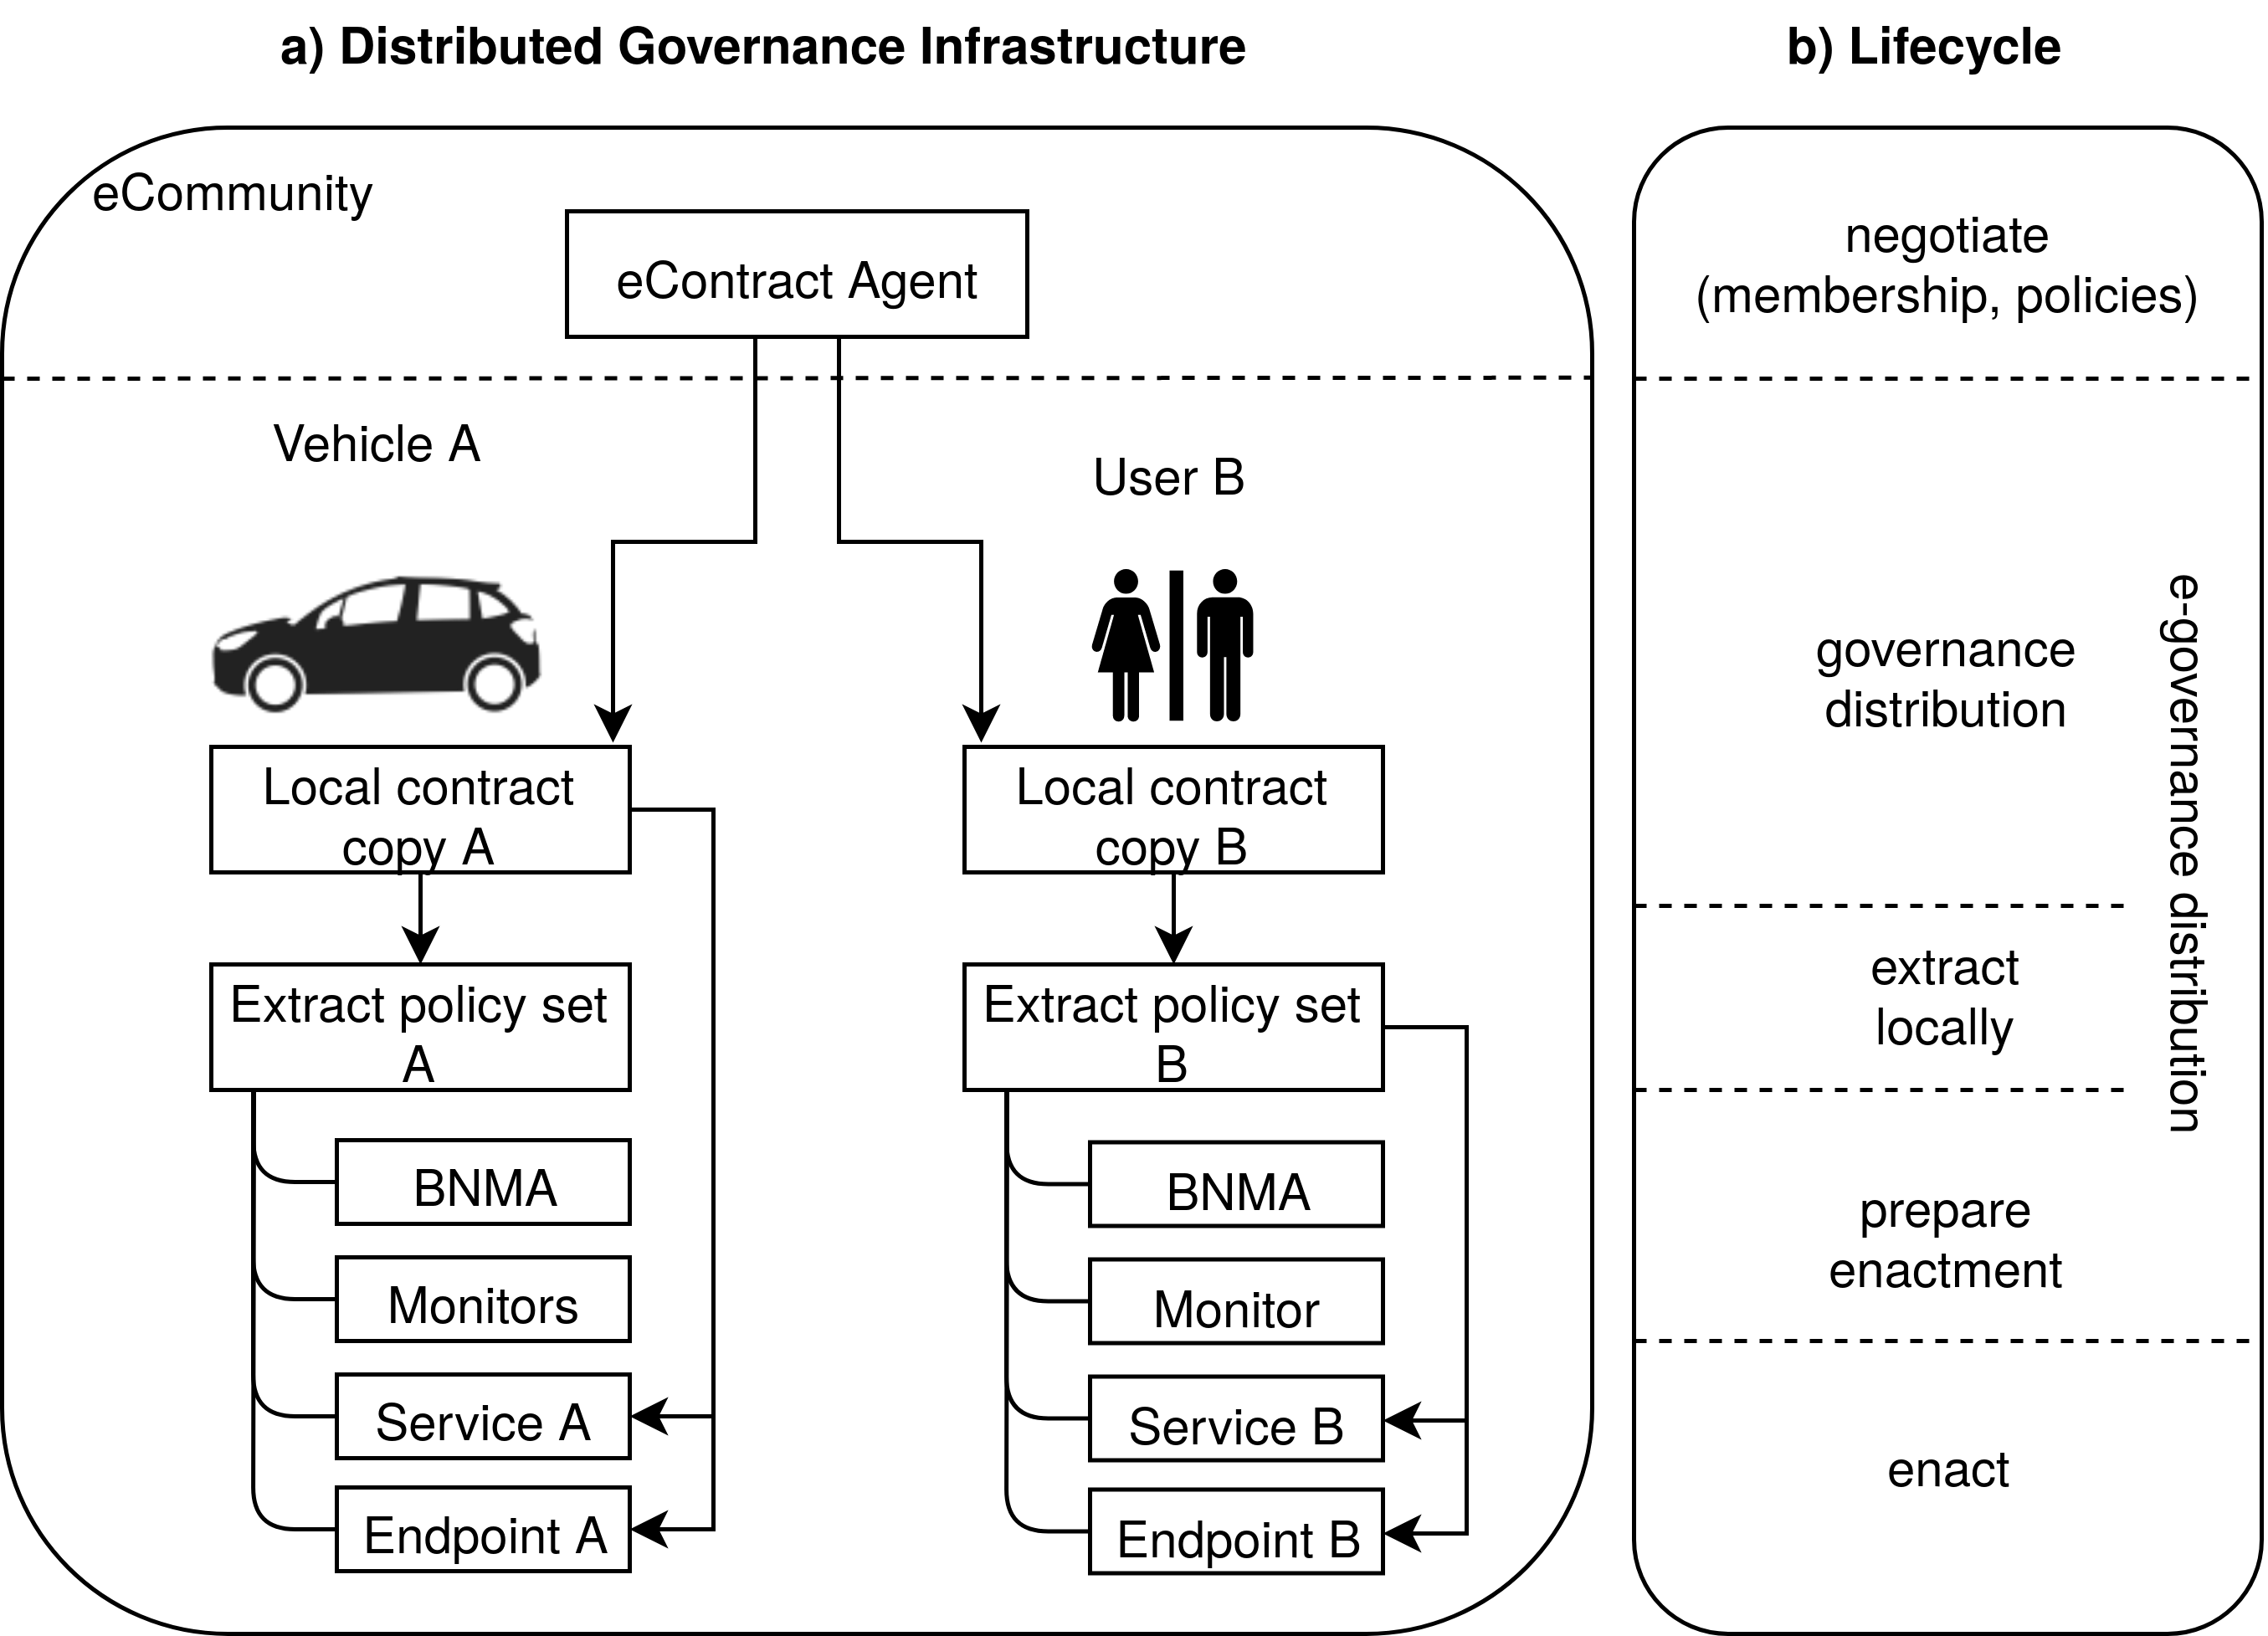 a) Distributed Governance Infrastructure
b) Lifecycle
eCommunity
eContract Agent
Vehicle A
User B
Local contract
copy A
Local contract
copy B
Extract policy set
A
Extract policy set
B
BNMA
Monitors
Service A
Endpoint A
BNMA
Monitor
Service B
Endpoint B
negotiate
(membership, policies)
governance
distribution
extract
locally
prepare
enactment
enact
e-governance distribution